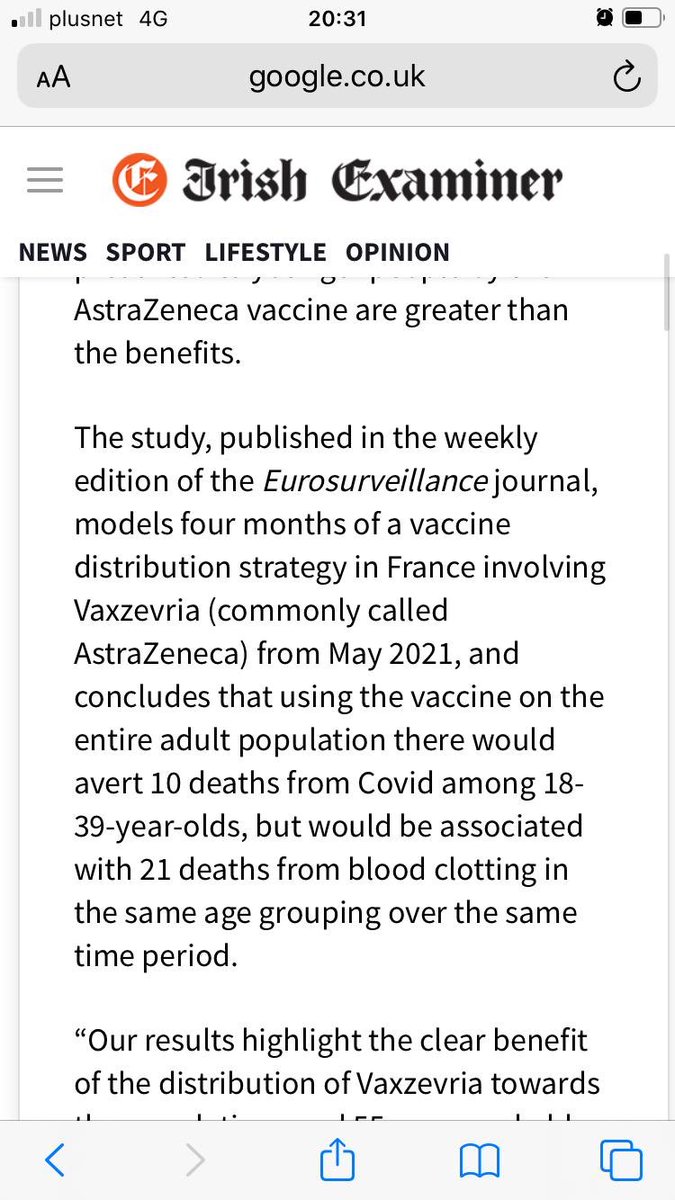 plusnet 4G 20:31
AA google.co.uk
Irish Examiner
NEWS SPORT LIFESTYLE OPINION
AstraZeneca vaccine are greater than
the benefits.
The study, published in the weekly
edition of the Eurosurveillance journal,
models four months of a vaccine
distribution strategy in France involving
Vaxzevria (commonly called
AstraZeneca) from May 2021, and
concludes that using the vaccine on the
entire adult population there would
avert 10 deaths from Covid among 18-
39-year-olds, but would be associated
with 21 deaths from blood clotting in
the same age grouping over the same
time period.
“Our results highlight the clear benefit
of the distribution of Vaxzevria towards